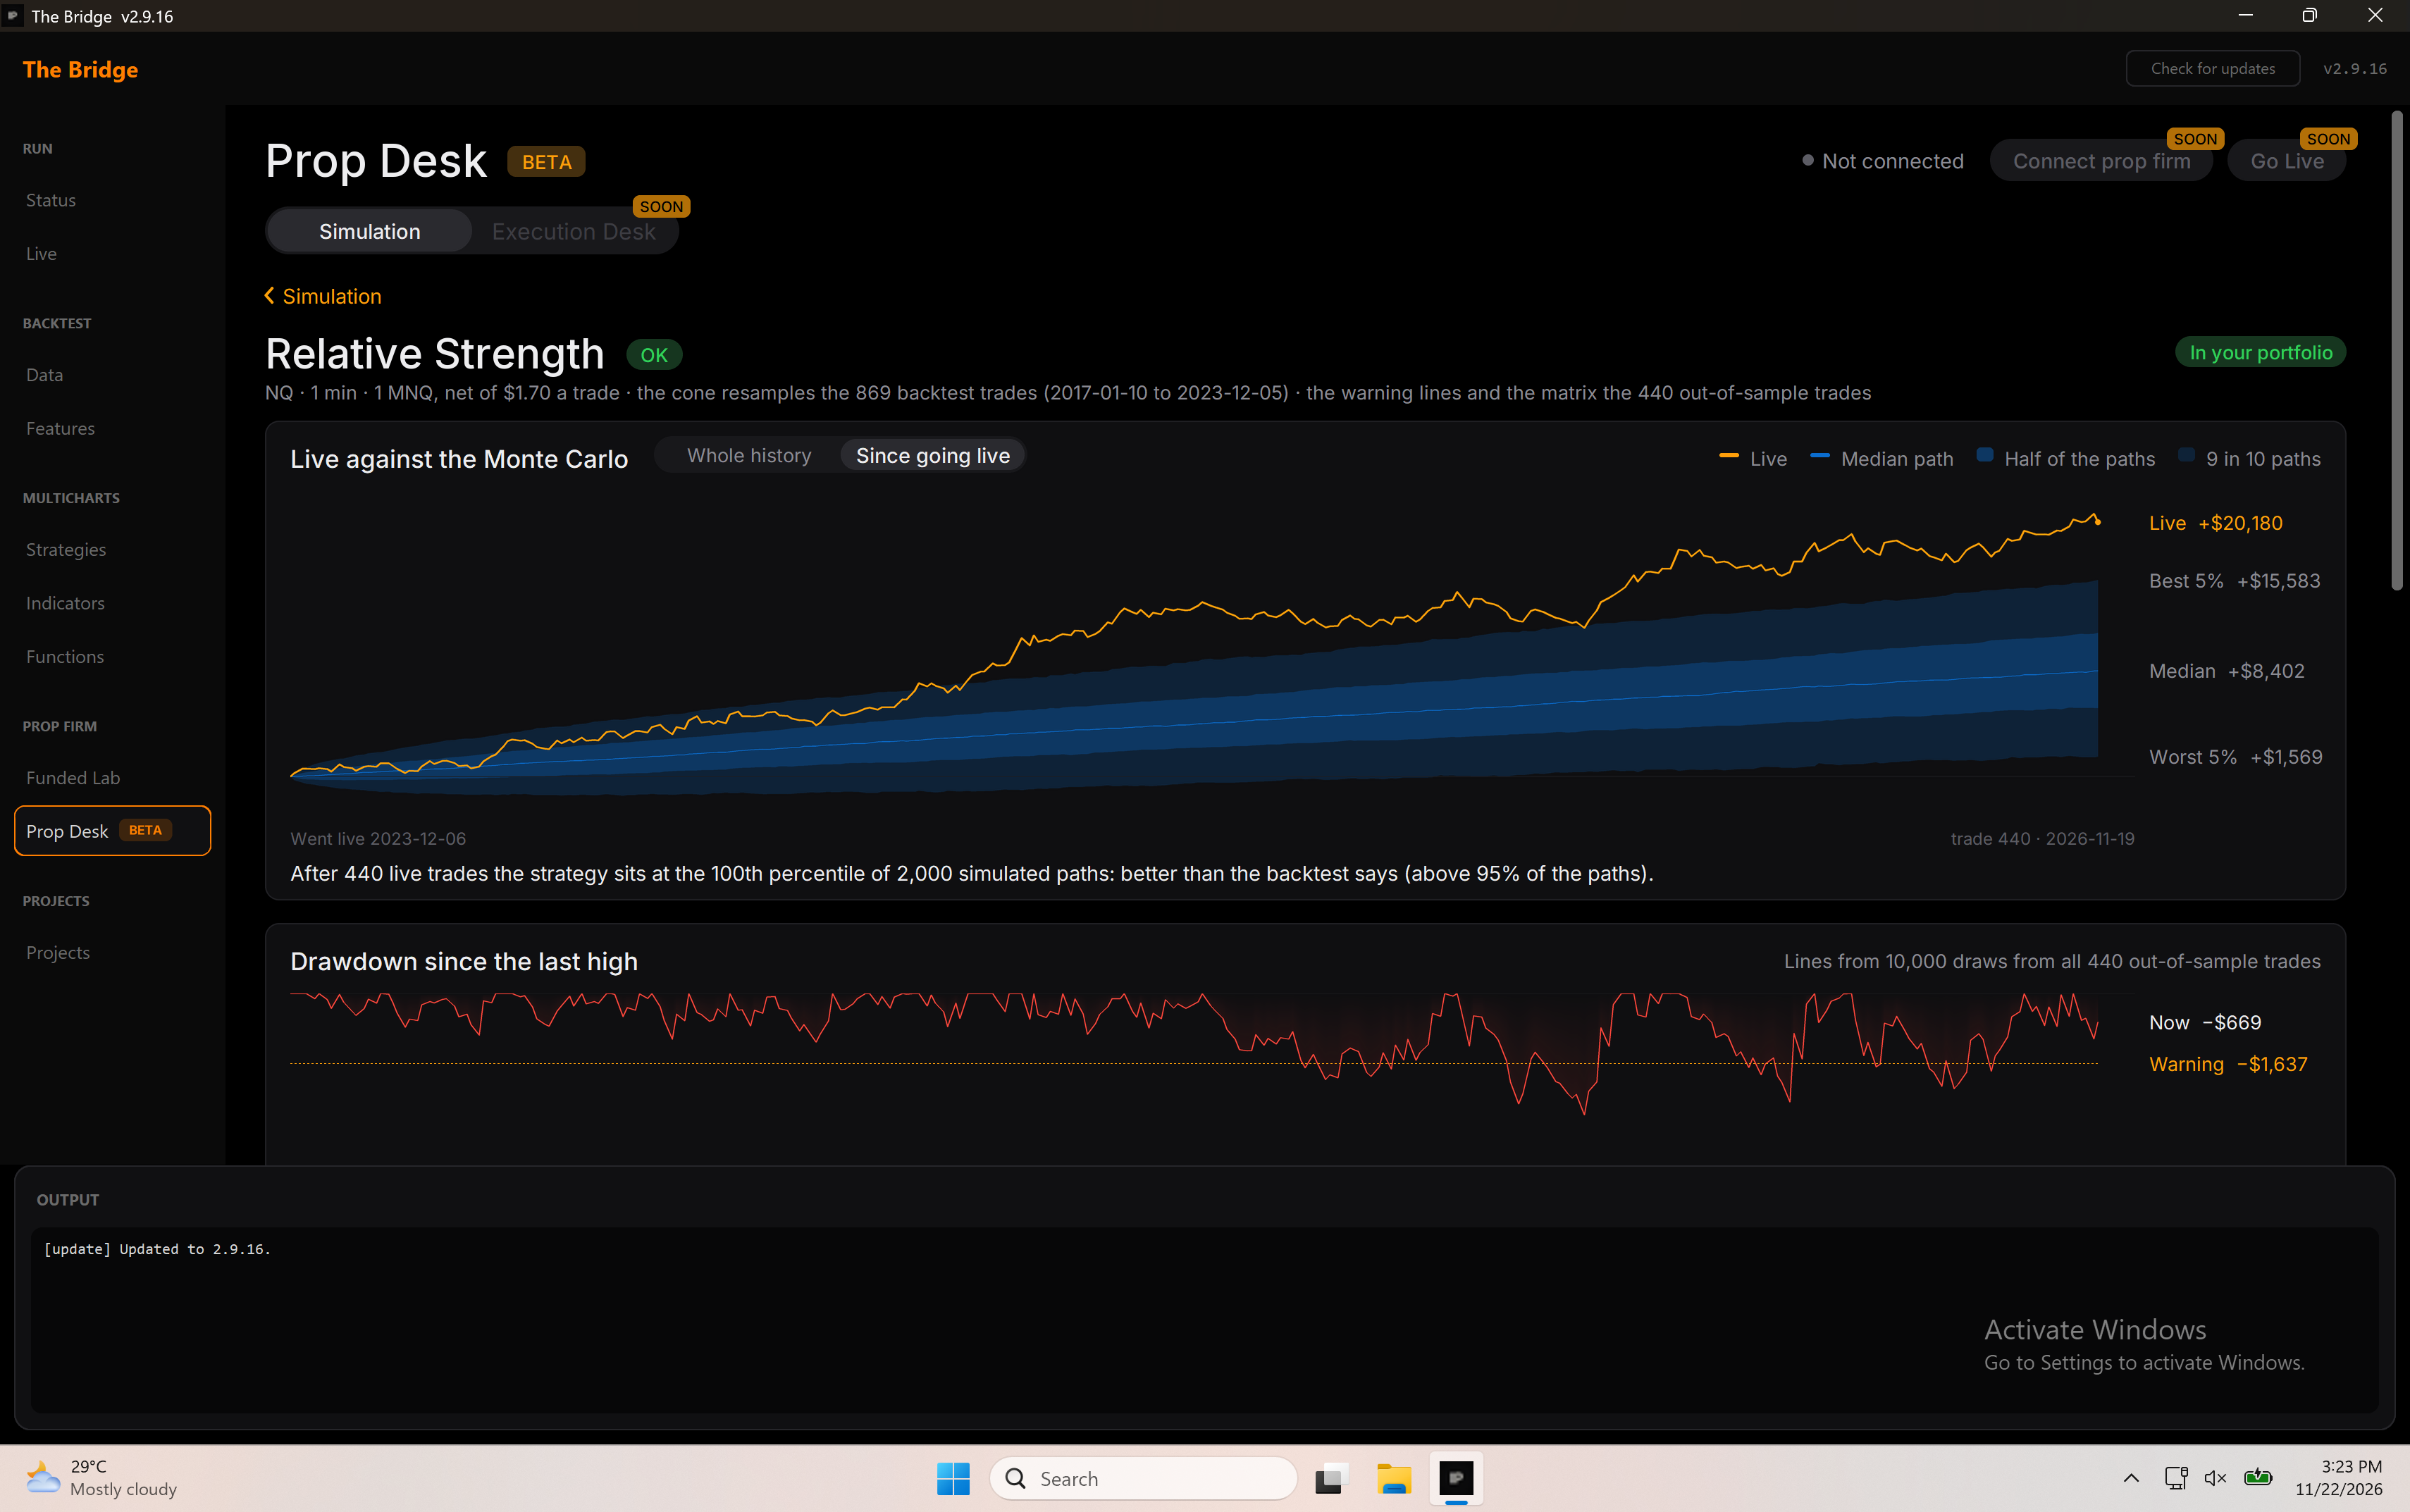 The Bridge v2.9.16
The Bridge
Check for updates
v2.9.16
RUN
Status
Live
BACKTEST
Data
Features
MULTICHARTS
Strategies
Indicators
Functions
PROP FIRM
Funded Lab
Prop Desk BETA
PROJECTS
Projects
Prop Desk BETA
Not connected
Connect prop firm SOON
Go Live SOON
Simulation
Execution Desk SOON
Simulation
Relative Strength OK
In your portfolio
NQ · 1 min · 1 MNQ, net of $1.70 a trade · the cone resamples the 869 backtest trades (2017-01-10 to 2023-12-05) · the warning lines and the matrix the 440 out-of-sample trades
Live against the Monte Carlo
Whole history
Since going live
Live
Median path
Half of the paths
9 in 10 paths
Live +$20,180
Best 5% +$15,583
Median +$8,402
Worst 5% +$1,569
Went live 2023-12-06
trade 440 · 2026-11-19
After 440 live trades the strategy sits at the 100th percentile of 2,000 simulated paths: better than the backtest says (above 95% of the paths).
Drawdown since the last high
Lines from 10,000 draws from all 440 out-of-sample trades
Now −$669
Warning −$1,637
OUTPUT
[update] Updated to 2.9.16.
Activate Windows
Go to Settings to activate Windows.
29°C
Mostly cloudy
Search
3:23 PM
11/22/2026